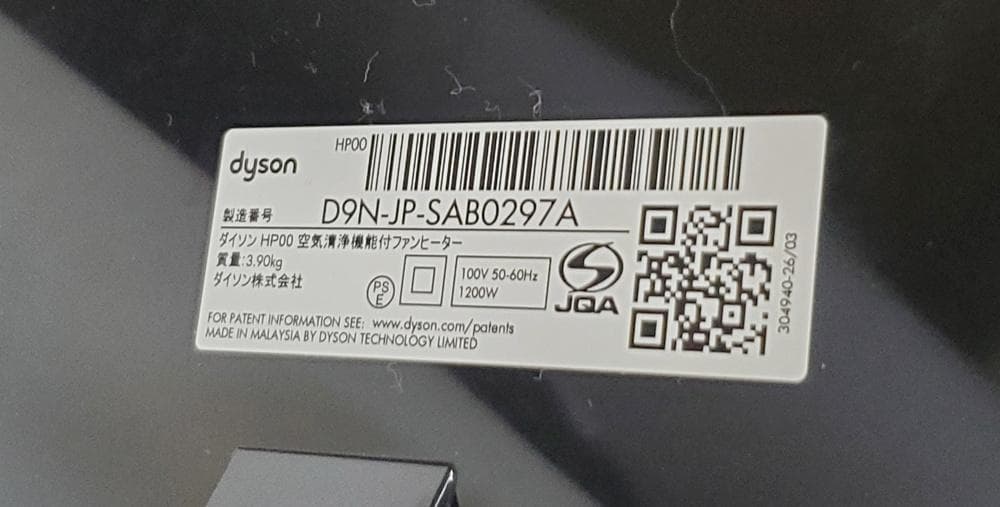 dyson
HP00
製造番号 D9N-JP-SAB0297A
ダイソン HP00 空気清浄機能付ファンヒーター
質量:3.90kg
ダイソン株式会社
PS
E
100V 50-60Hz
1200W
JQA
FOR PATENT INFORMATION SEE: www.dyson.com/patents
MADE IN MALAYSIA BY DYSON TECHNOLOGY LIMITED
304940-26/03